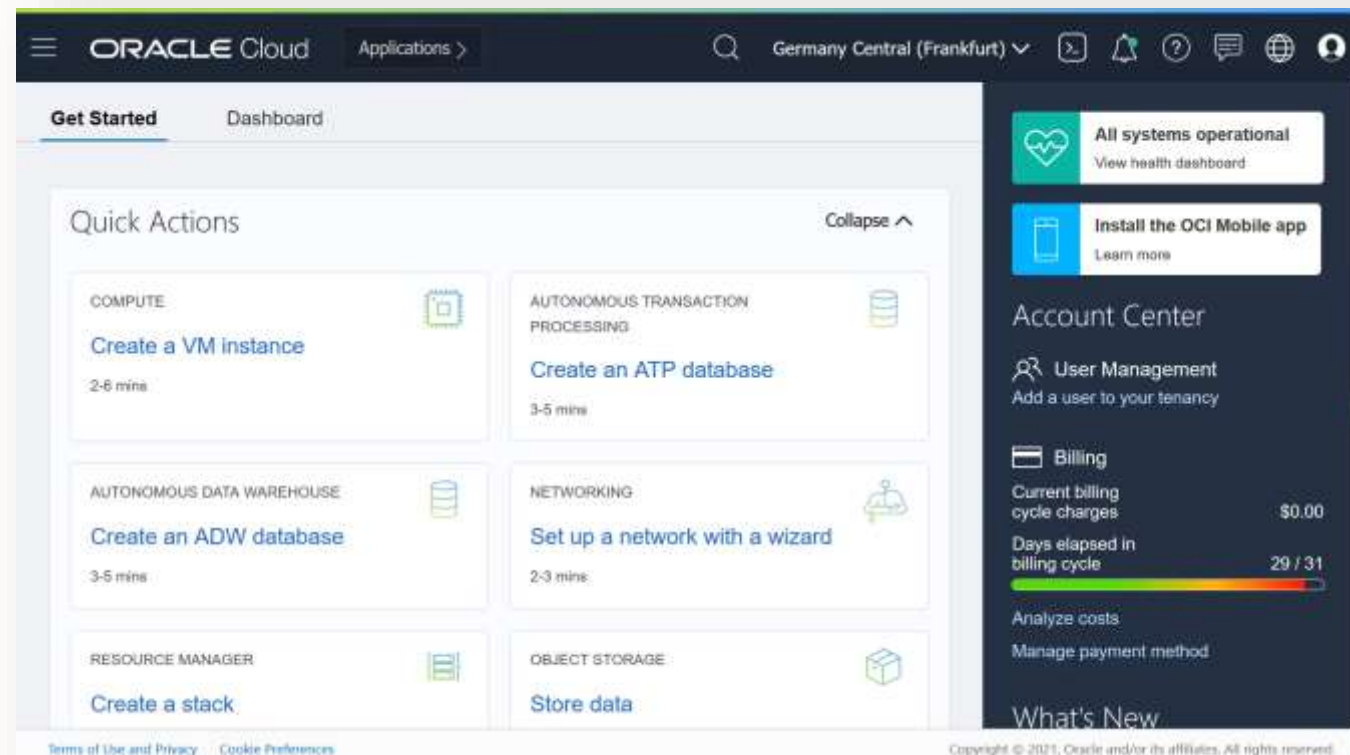 ORACLE Cloud Applications > Germany Central (Frankfurt)
Get Started Dashboard
Quick Actions Collapse
COMPUTE
Create a VM instance
2-6 mins
AUTONOMOUS TRANSACTION
PROCESSING
Create an ATP database
3-5 mins
AUTONOMOUS DATA WAREHOUSE
Create an ADW database
3-5 mins
NETWORKING
Set up a network with a wizard
2-3 mins
RESOURCE MANAGER
Create a stack
OBJECT STORAGE
Store data
All systems operational
View health dashboard
Install the OCI Mobile app
Learn more
Account Center
User Management
Add a user to your tenancy
Billing
Current billing
cycle charges $0.00
Days elapsed in
billing cycle 29 / 31
Analyze costs
Manage payment method
What's New
Terms of Use and Privacy Cookie Preferences
Copyright © 2021, Oracle and/or its affiliates. All rights reserved.